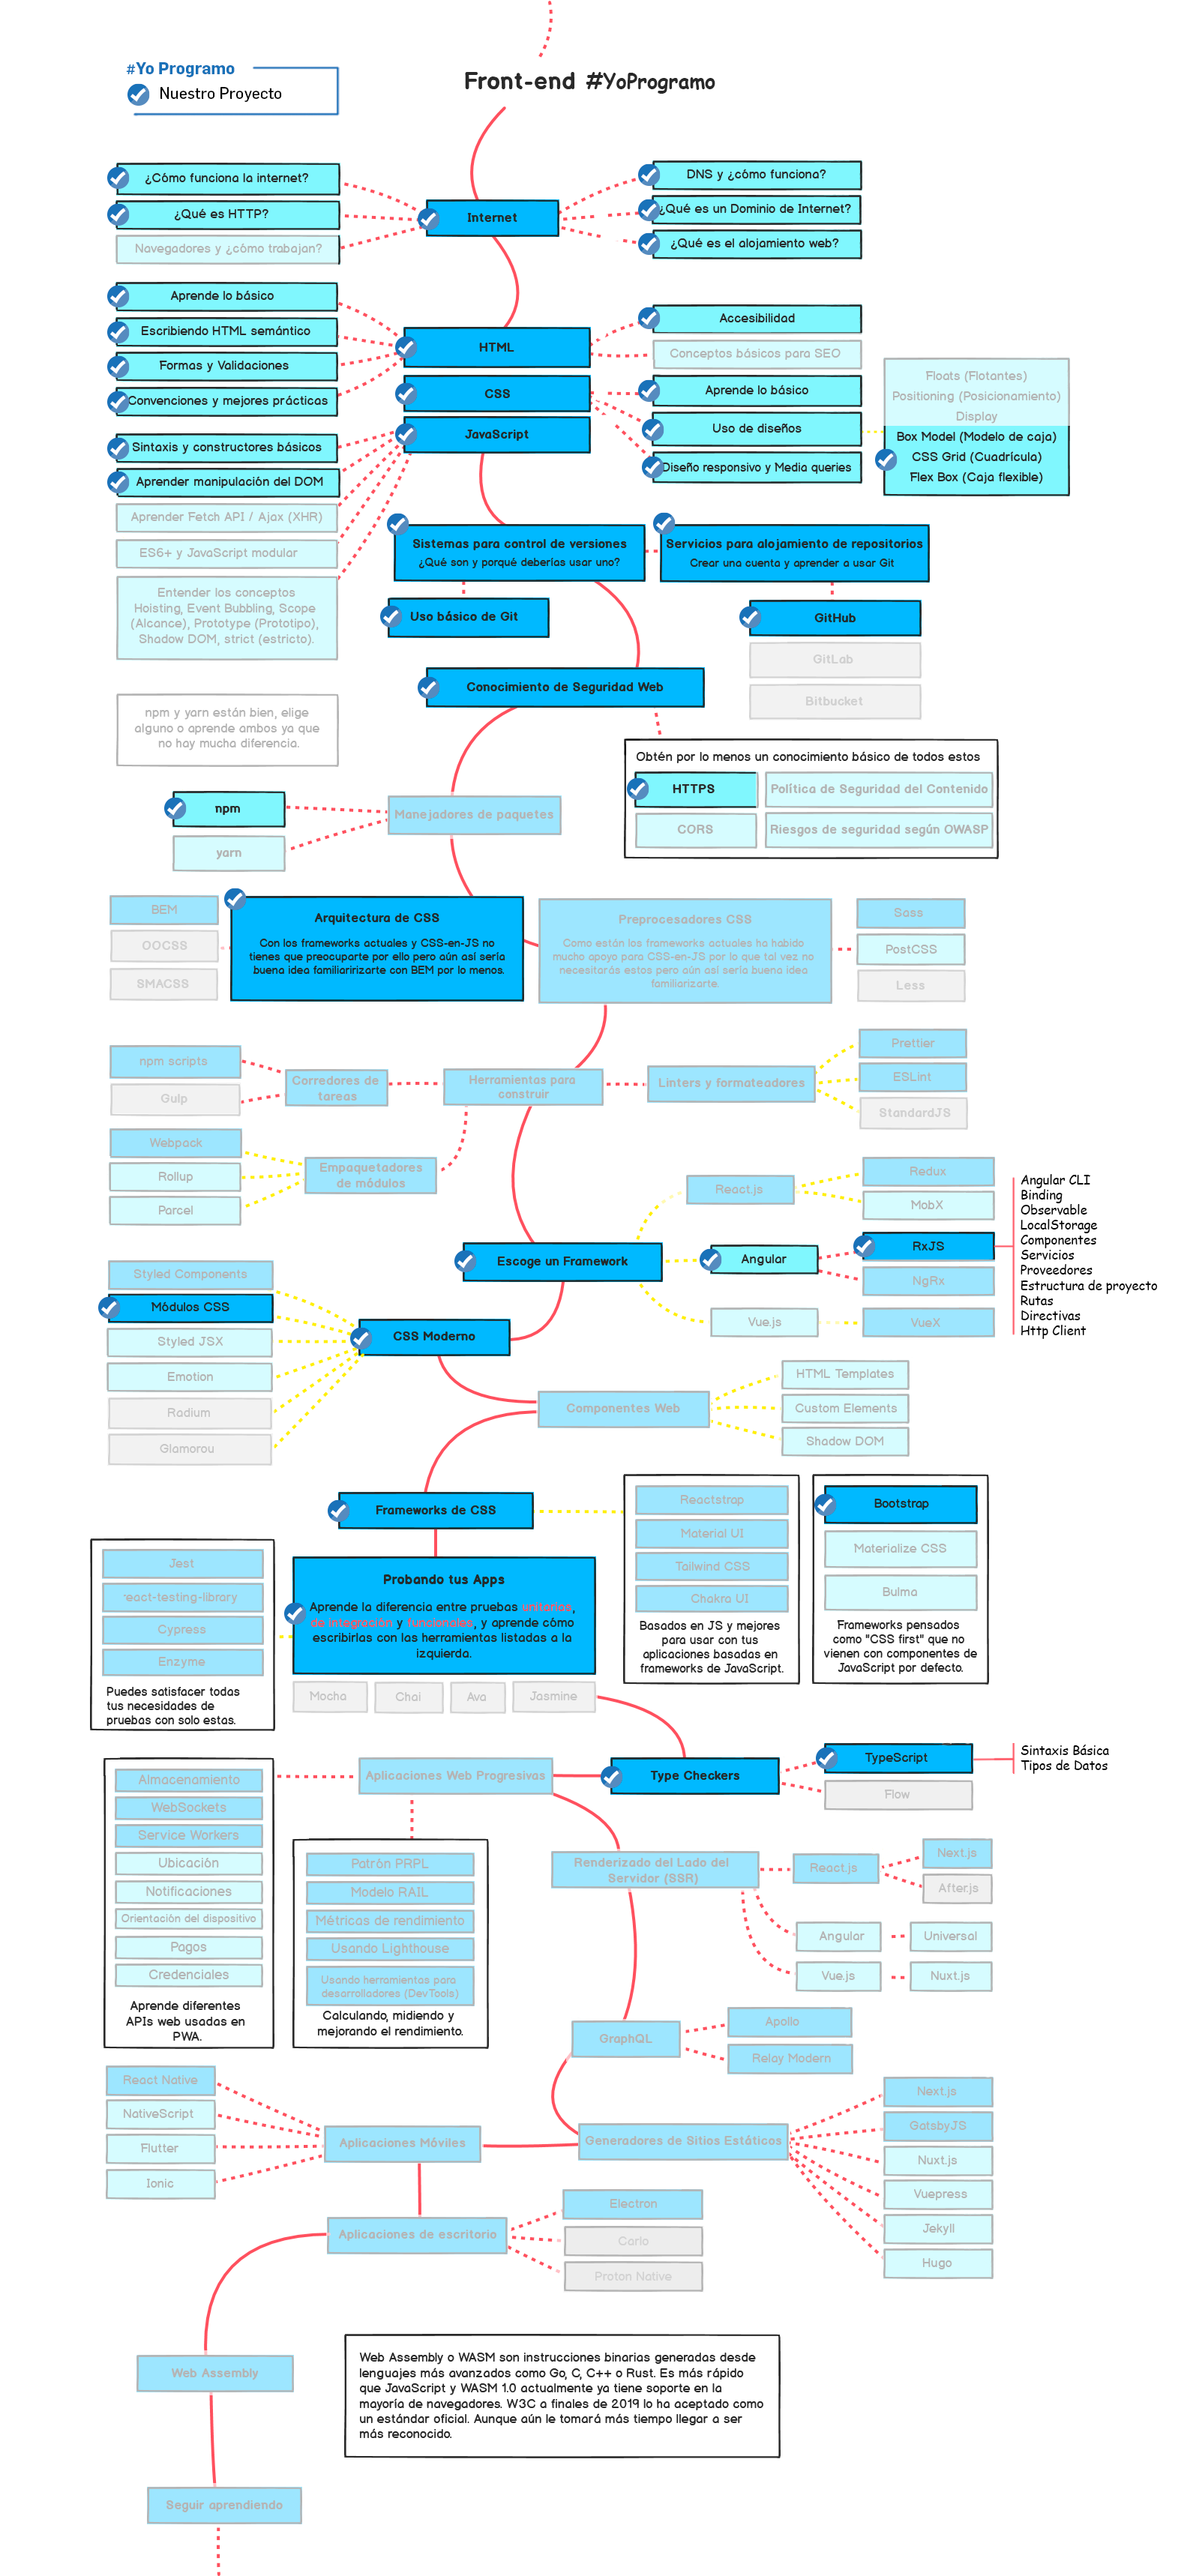 #Yo Programo
Nuestro Proyecto
Front-end #YoProgramo
¿Cómo funciona la internet?
¿Qué es HTTP?
Navegadores y ¿cómo trabajan?
Internet
DNS y ¿cómo funciona?
¿Qué es un Dominio de Internet?
¿Qué es el alojamiento web?
Aprende lo básico
Escribiendo HTML semántico
Formas y Validaciones
Convenciones y mejores prácticas
HTML
CSS
JavaScript
Accesibilidad
Conceptos básicos para SEO
Aprende lo básico
Uso de diseños
Diseño responsivo y Media queries
Floats (Flotantes)
Positioning (Posicionamiento)
Display
Box Model (Modelo de caja)
CSS Grid (Cuadrícula)
Flex Box (Caja flexible)
Sintaxis y constructores básicos
Aprender manipulación del DOM
Aprender Fetch API / Ajax (XHR)
ES6+ y JavaScript modular
Entender los conceptos
Hoisting, Event Bubbling, Scope
(Alcance), Prototype (Prototipo),
Shadow DOM, strict (estricto).
Sistemas para control de versiones
¿Qué son y porqué deberías usar uno?
Servicios para alojamiento de repositorios
Crear una cuenta y aprender a usar Git
Uso básico de Git
GitHub
GitLab
Bitbucket
Conocimiento de Seguridad Web
npm y yarn están bien, elige
alguno o aprende ambos ya que
no hay mucha diferencia.
Obtén por lo menos un conocimiento básico de todos estos
HTTPS
Política de Seguridad del Contenido
CORS
Riesgos de seguridad según OWASP
npm
yarn
Manejadores de paquetes
BEM
OOCSS
SMACSS
Arquitectura de CSS
Con los frameworks actuales y CSS-en-JS no
tienes que preocuparte por ello pero aún así sería
buena idea familiaririzarte con BEM por lo menos.
Preprocesadores CSS
Como están los frameworks actuales ha habido
mucho apoyo para CSS-en-JS por lo que tal vez no
necesitarás estos pero aún así sería buena idea
familiarizarte.
Sass
PostCSS
Less
npm scripts
Gulp
Corredores de
tareas
Herramientas para
construir
Linters y formateadores
Prettier
ESLint
StandardJS
Webpack
Rollup
Parcel
Empaquetadores
de módulos
React.js
Redux
MobX
Escoge un Framework
Angular
RxJS
NgRx
Vue.js
VueX
Angular CLI
Binding
Observable
LocalStorage
Componentes
Servicios
Proveedores
Estructura de proyecto
Rutas
Directivas
Http Client
Styled Components
Módulos CSS
Styled JSX
Emotion
Radium
Glamorou
CSS Moderno
Componentes Web
HTML Templates
Custom Elements
Shadow DOM
Frameworks de CSS
Reactstrap
Material UI
Tailwind CSS
Chakra UI
Basados en JS y mejores
para usar con tus
aplicaciones basadas en
frameworks de JavaScript.
Bootstrap
Materialize CSS
Bulma
Frameworks pensados
como "CSS first" que no
vienen con componentes de
JavaScript por defecto.
Jest
react-testing-library
Cypress
Enzyme
Puedes satisfacer todas
tus necesidades de
pruebas con solo estas.
Probando tus Apps
Aprende la diferencia entre pruebas unitarias,
de integración y funcionales, y aprende cómo
escribirlas con las herramientas listadas a la
izquierda.
Mocha
Chai
Ava
Jasmine
Aplicaciones Web Progresivas
Type Checkers
TypeScript
Flow
Sintaxis Básica
Tipos de Datos
Almacenamiento
WebSockets
Service Workers
Ubicación
Notificaciones
Orientación del dispositivo
Pagos
Credenciales
Aprende diferentes
APIs web usadas en
PWA.
Patrón PRPL
Modelo RAIL
Métricas de rendimiento
Usando Lighthouse
Usando herramientas para
desarrolladores (DevTools)
Calculando, midiendo y
mejorando el rendimiento.
Renderizado del Lado del
Servidor (SSR)
React.js
Next.js
After.js
Angular
Universal
Vue.js
Nuxt.js
GraphQL
Apollo
Relay Modern
React Native
NativeScript
Flutter
Ionic
Aplicaciones Móviles
Generadores de Sitios Estáticos
Next.js
GatsbyJS
Nuxt.js
Vuepress
Jekyll
Hugo
Aplicaciones de escritorio
Electron
Carlo
Proton Native
Web Assembly
Web Assembly o WASM son instrucciones binarias generadas desde
lenguajes más avanzados como Go, C, C++ o Rust. Es más rápido
que JavaScript y WASM 1.0 actualmente ya tiene soporte en la
mayoría de navegadores. W3C a finales de 2019 lo ha aceptado como
un estándar oficial. Aunque aún le tomará más tiempo llegar a ser
más reconocido.
Seguir aprendiendo